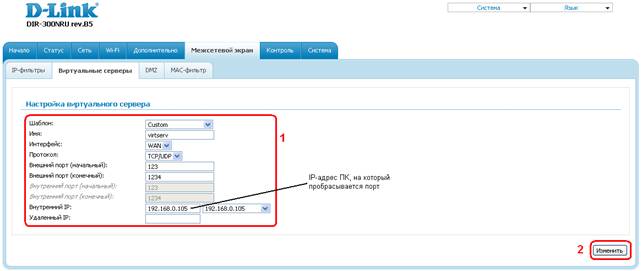 D-Link
DIR-300NRU rev.B5
Система
Язык
Начало Статус Сеть Wi-Fi Дополнительно Межсетевой экран Контроль Система
IP-фильтры Виртуальные серверы DMZ MAC-фильтр
Настройка виртуального сервера
Шаблон: Custom
Имя: virtserv
Интерфейс: WAN
Протокол: TCP/UDP
Внешний порт (начальный): 123
Внешний порт (конечный): 1234
Внутренний порт (начальный): 123
Внутренний порт (конечный): 1234
Внутренний IP: 192.168.0.105 192.168.0.105
Удаленный IP:
1
IP-адрес ПК, на который
пробрасывается порт
2 Изменить